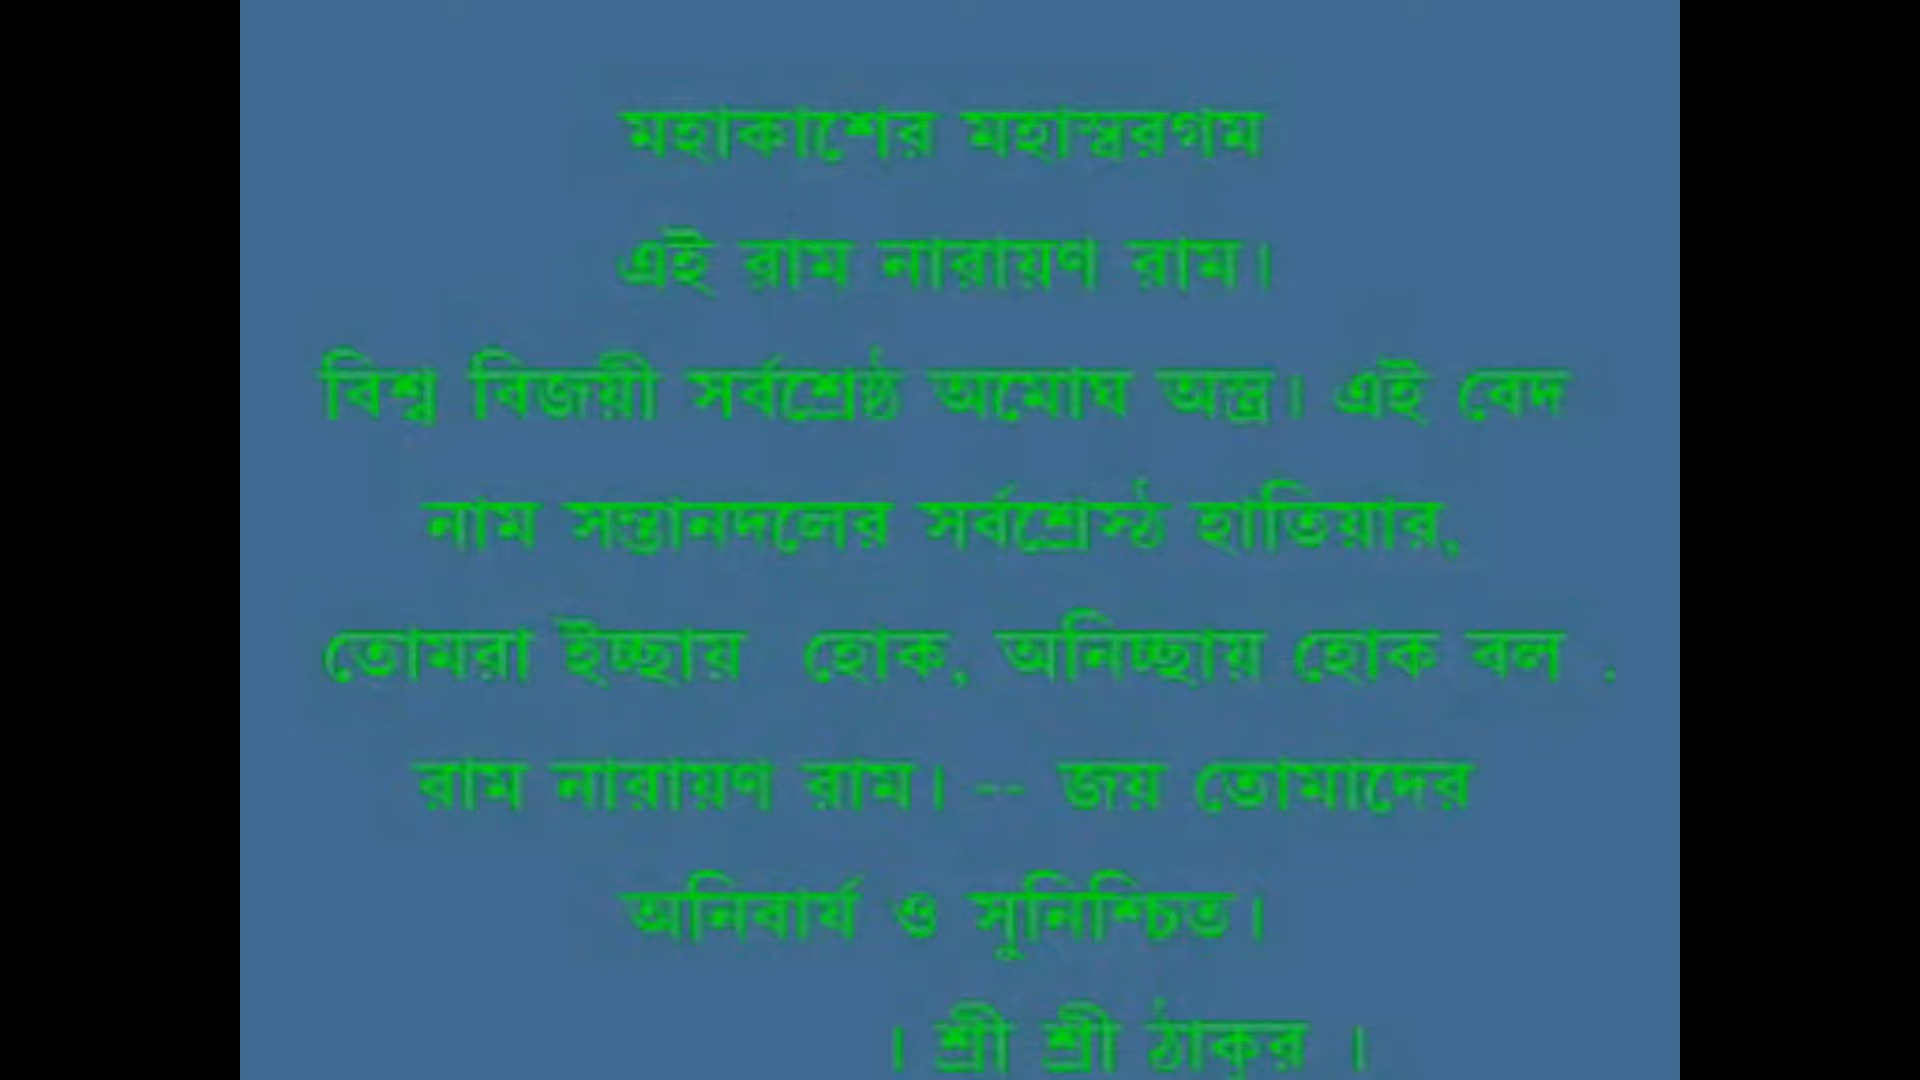 মহাকাশের মহাস্বরগম
এই রাম নারায়ণ রাম।
বিশ্ব বিজয়ী সর্বশ্রেষ্ঠ অমোঘ অস্ত্র। এই বেদ
নাম সন্তানদলের সর্বশ্রেস্ঠ হাতিয়ার,
তোমরা ইচ্ছায় হোক, অনিচ্ছায় হোক বল .
রাম নারায়ণ রাম। -- জয় তোমাদের
অনিবার্য ও সুনিশ্চিত।
। শ্রী শ্রী ঠাকুর ।